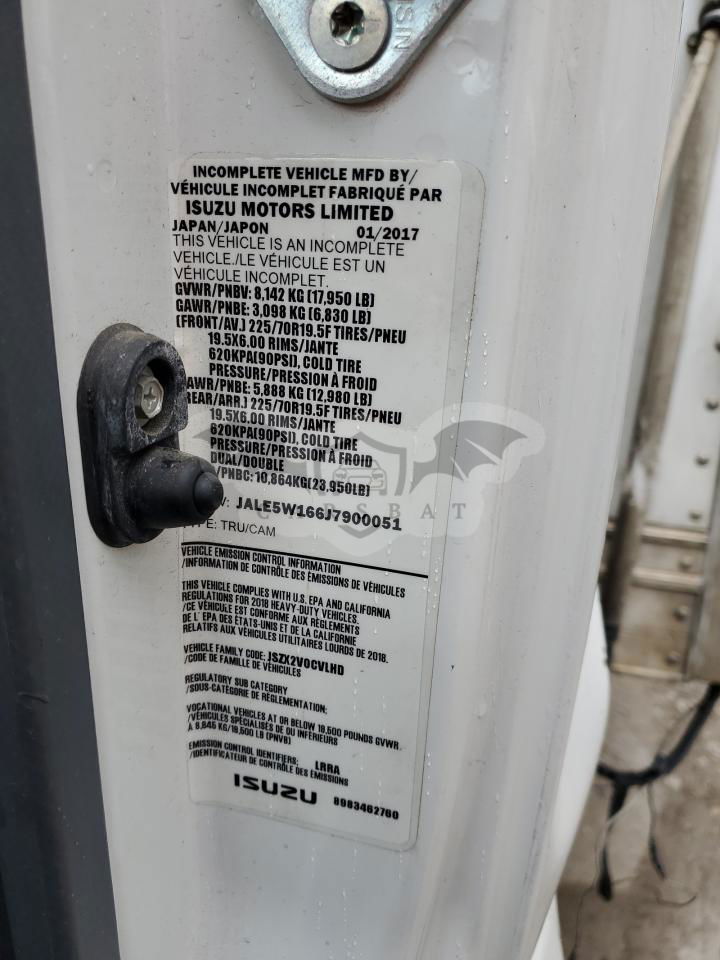 AISIN
INCOMPLETE VEHICLE MFD BY/
VÉHICULE INCOMPLET FABRIQUÉ PAR
ISUZU MOTORS LIMITED
JAPAN/JAPON 01/2017
THIS VEHICLE IS AN INCOMPLETE
VEHICLE./LE VÉHICULE EST UN
VÉHICULE INCOMPLET.
GVWR/PNBV: 8,142 KG (17,950 LB)
GAWR/PNBE: 3,098 KG (6,830 LB)
(FRONT/AV.) 225/70R19.5F TIRES/PNEU
19.5X6.00 RIMS/JANTE
620KPA(90PSI), COLD TIRE
PRESSURE/PRESSION À FROID
AWR/PNBE: 5,888 KG (12,980 LB)
REAR/ARR.) 225/70R19.5F TIRES/PNEU
19.5X6.00 RIMS/JANTE
620KPA(90PSI), COLD TIRE
PRESSURE/PRESSION À FROID
DUAL/DOUBLE
/PNBC: 10,864KG(23,950LB)
JALE5W166J7900051
CARSBAT
TYPE: TRU/CAM
VEHICLE EMISSION CONTROL INFORMATION
/INFORMATION DE CONTRÔLE DES ÉMISSIONS DE VÉHICULES
THIS VEHICLE COMPLIES WITH U.S. EPA AND CALIFORNIA
REGULATIONS FOR 2018 HEAVY-DUTY VEHICLES.
/CE VÉHICULE EST CONFORME AUX RÈGLEMENTS
DE L' EPA DES ÉTATS-UNIS ET DE LA CALIFORNIE
RELATIFS AUX VÉHICULES UTILITAIRES LOURDS DE 2018.
VEHICLE FAMILY CODE: JSZX2VOCVLHD
/CODE DE FAMILLE DE VÉHICULES
REGULATORY SUB CATEGORY
/SOUS-CATÉGORIE DE RÉGLEMENTATION:
VOCATIONAL VEHICLES AT OR BELOW 19,500 POUNDS GVWR.
/VÉHICULES SPÉCIALISÉS DE OU INFÉRIEURS
À 8,845 KG/19,500 LB (PNVB)
EMISSION CONTROL IDENTIFIERS: LRRA
/IDENTIFICATEUR DE CONTRÔLE DES ÉMISSIONS
ISUZU 8983462760